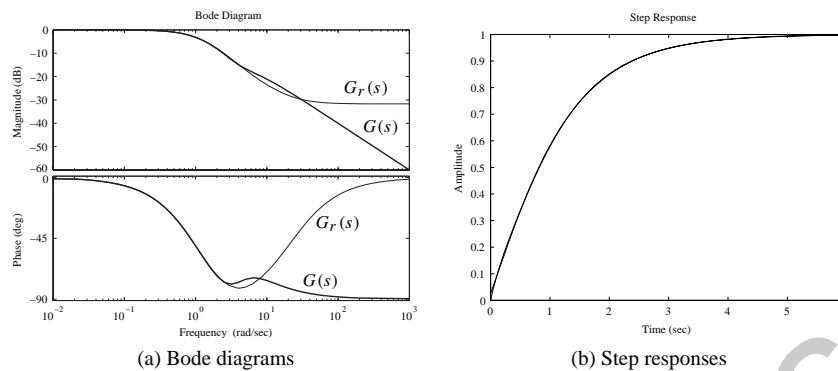 Bode Diagram
0
−10
−20
−30
−40
−50
−60
Magnitude (dB)
G_r(s)
G(s)
0
−45
−90
Phase (deg)
G_r(s)
G(s)
10^−2 10^−1 10^0 10^1 10^2 10^3
Frequency (rad/sec)
(a) Bode diagrams
Step Response
1
0.9
0.8
0.7
0.6
0.5
0.4
0.3
0.2
0.1
0
Amplitude
0 1 2 3 4 5
Time (sec)
(b) Step responses